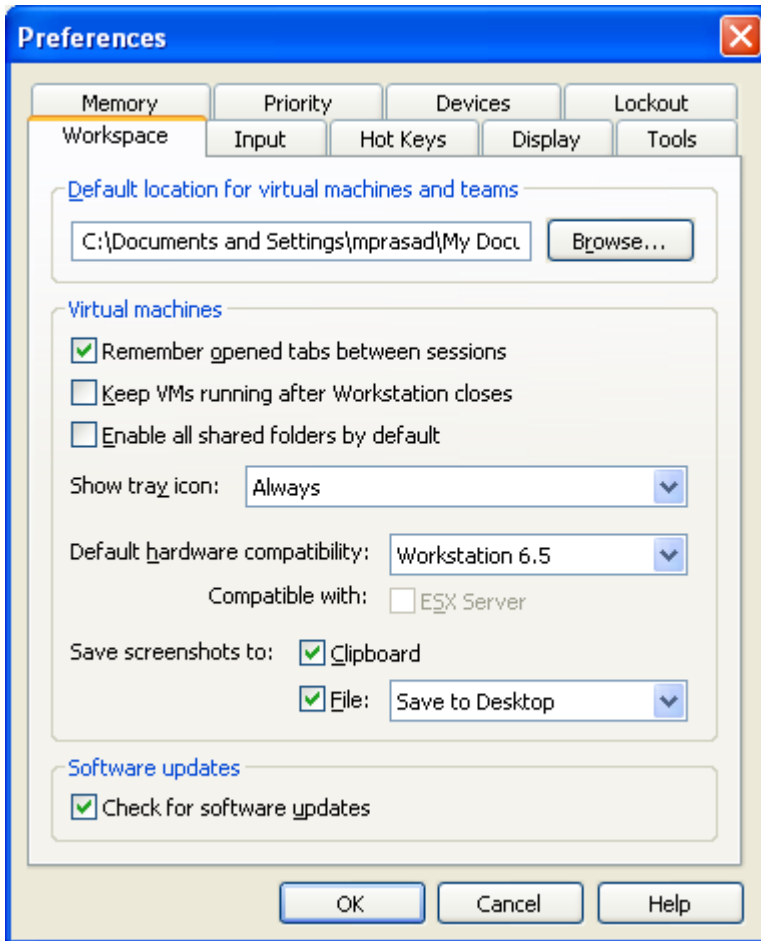 Preferences
Memory Priority Devices Lockout
Workspace Input Hot Keys Display Tools
Default location for virtual machines and teams
C:\Documents and Settings\mprasad\My Docu Browse...
Virtual machines
Remember opened tabs between sessions
Keep VMs running after Workstation closes
Enable all shared folders by default
Show tray icon: Always
Default hardware compatibility: Workstation 6.5
Compatible with: ESX Server
Save screenshots to: Clipboard
File: Save to Desktop
Software updates
Check for software updates
OK Cancel Help